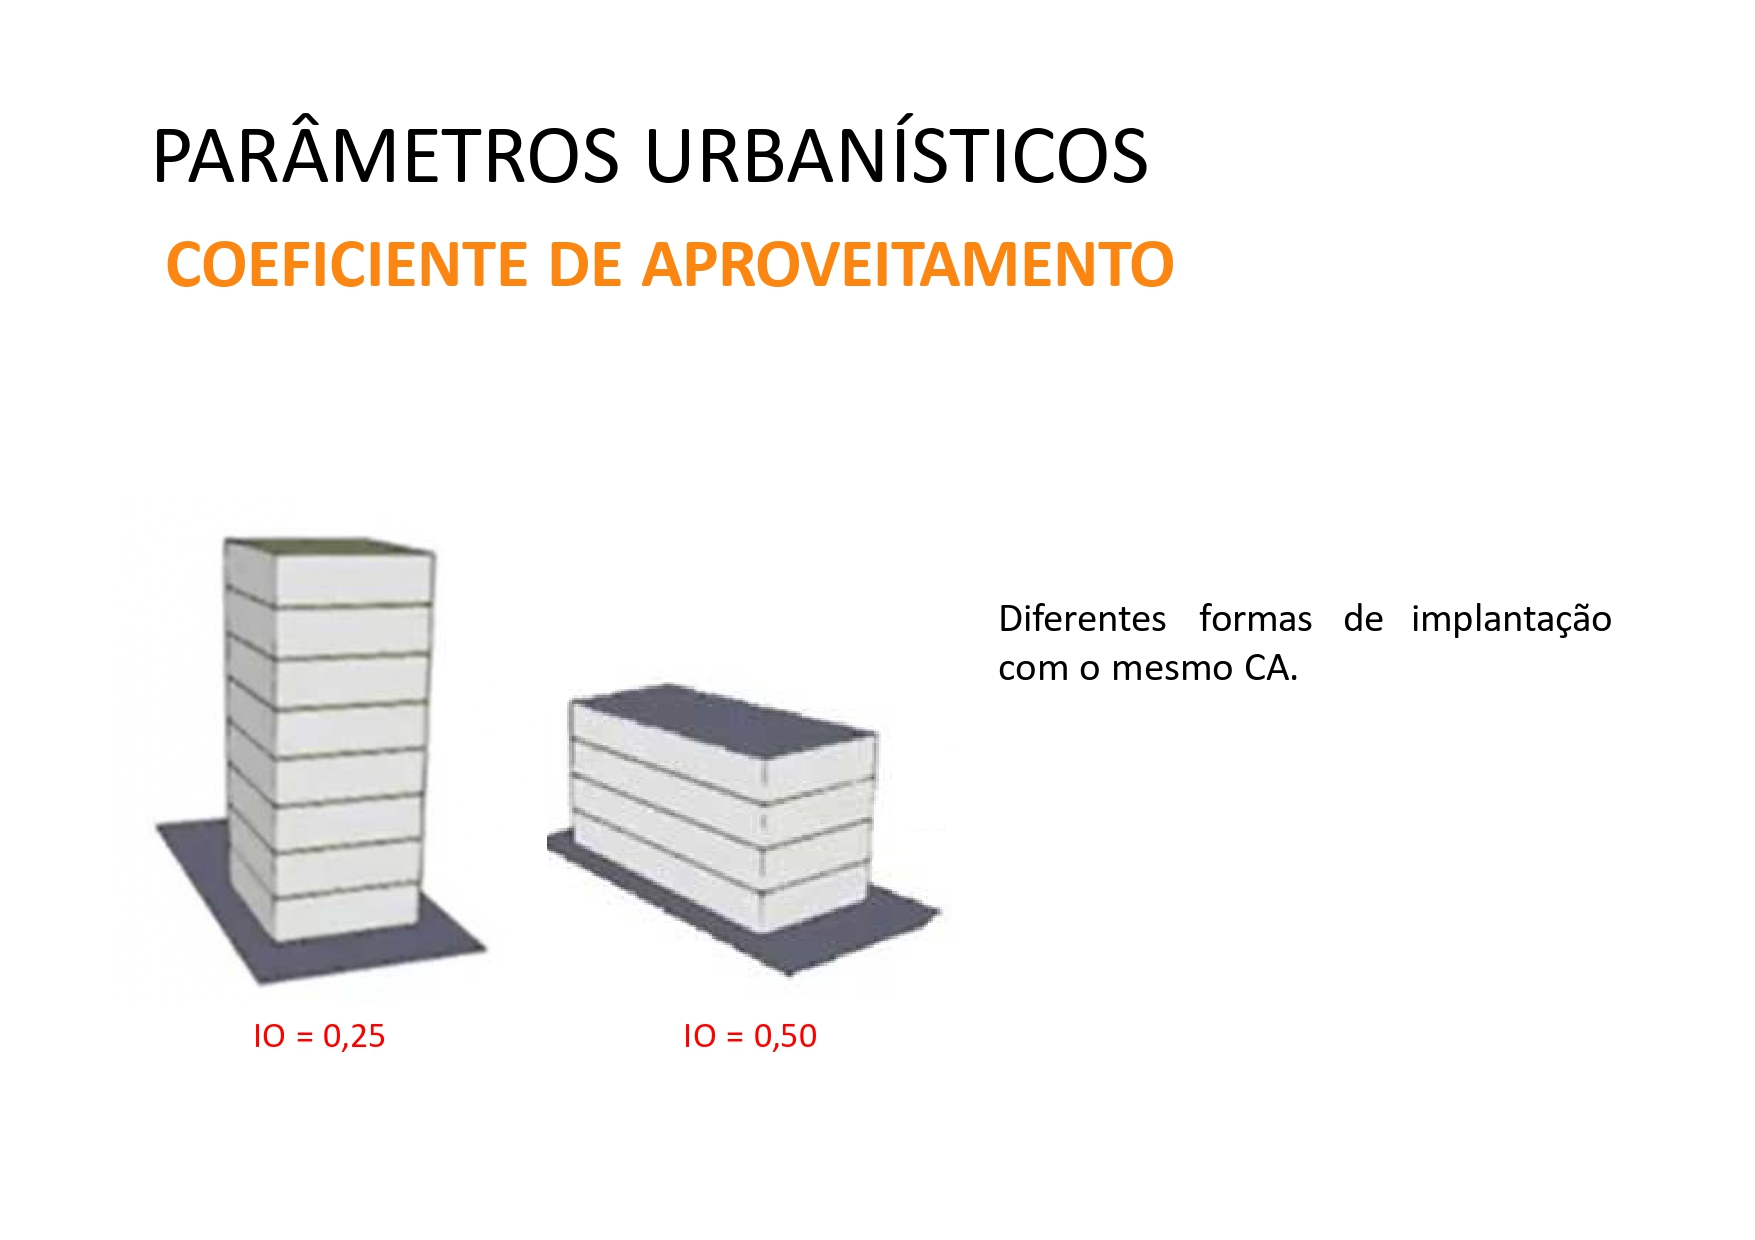 PARÂMETROS URBANÍSTICOS
COEFICIENTE DE APROVEITAMENTO
Diferentes formas de implantação
com o mesmo CA.
IO = 0,25
IO = 0,50